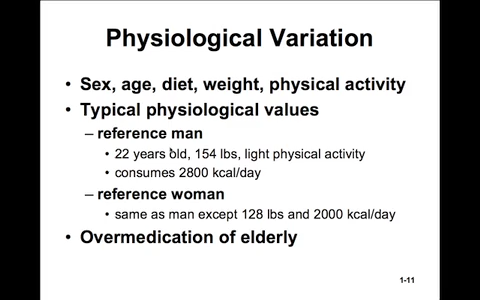 Physiological Variation
• Sex, age, diet, weight, physical activity
• Typical physiological values
– reference man
• 22 years old, 154 lbs, light physical activity
• consumes 2800 kcal/day
– reference woman
• same as man except 128 lbs and 2000 kcal/day
• Overmedication of elderly
1-11